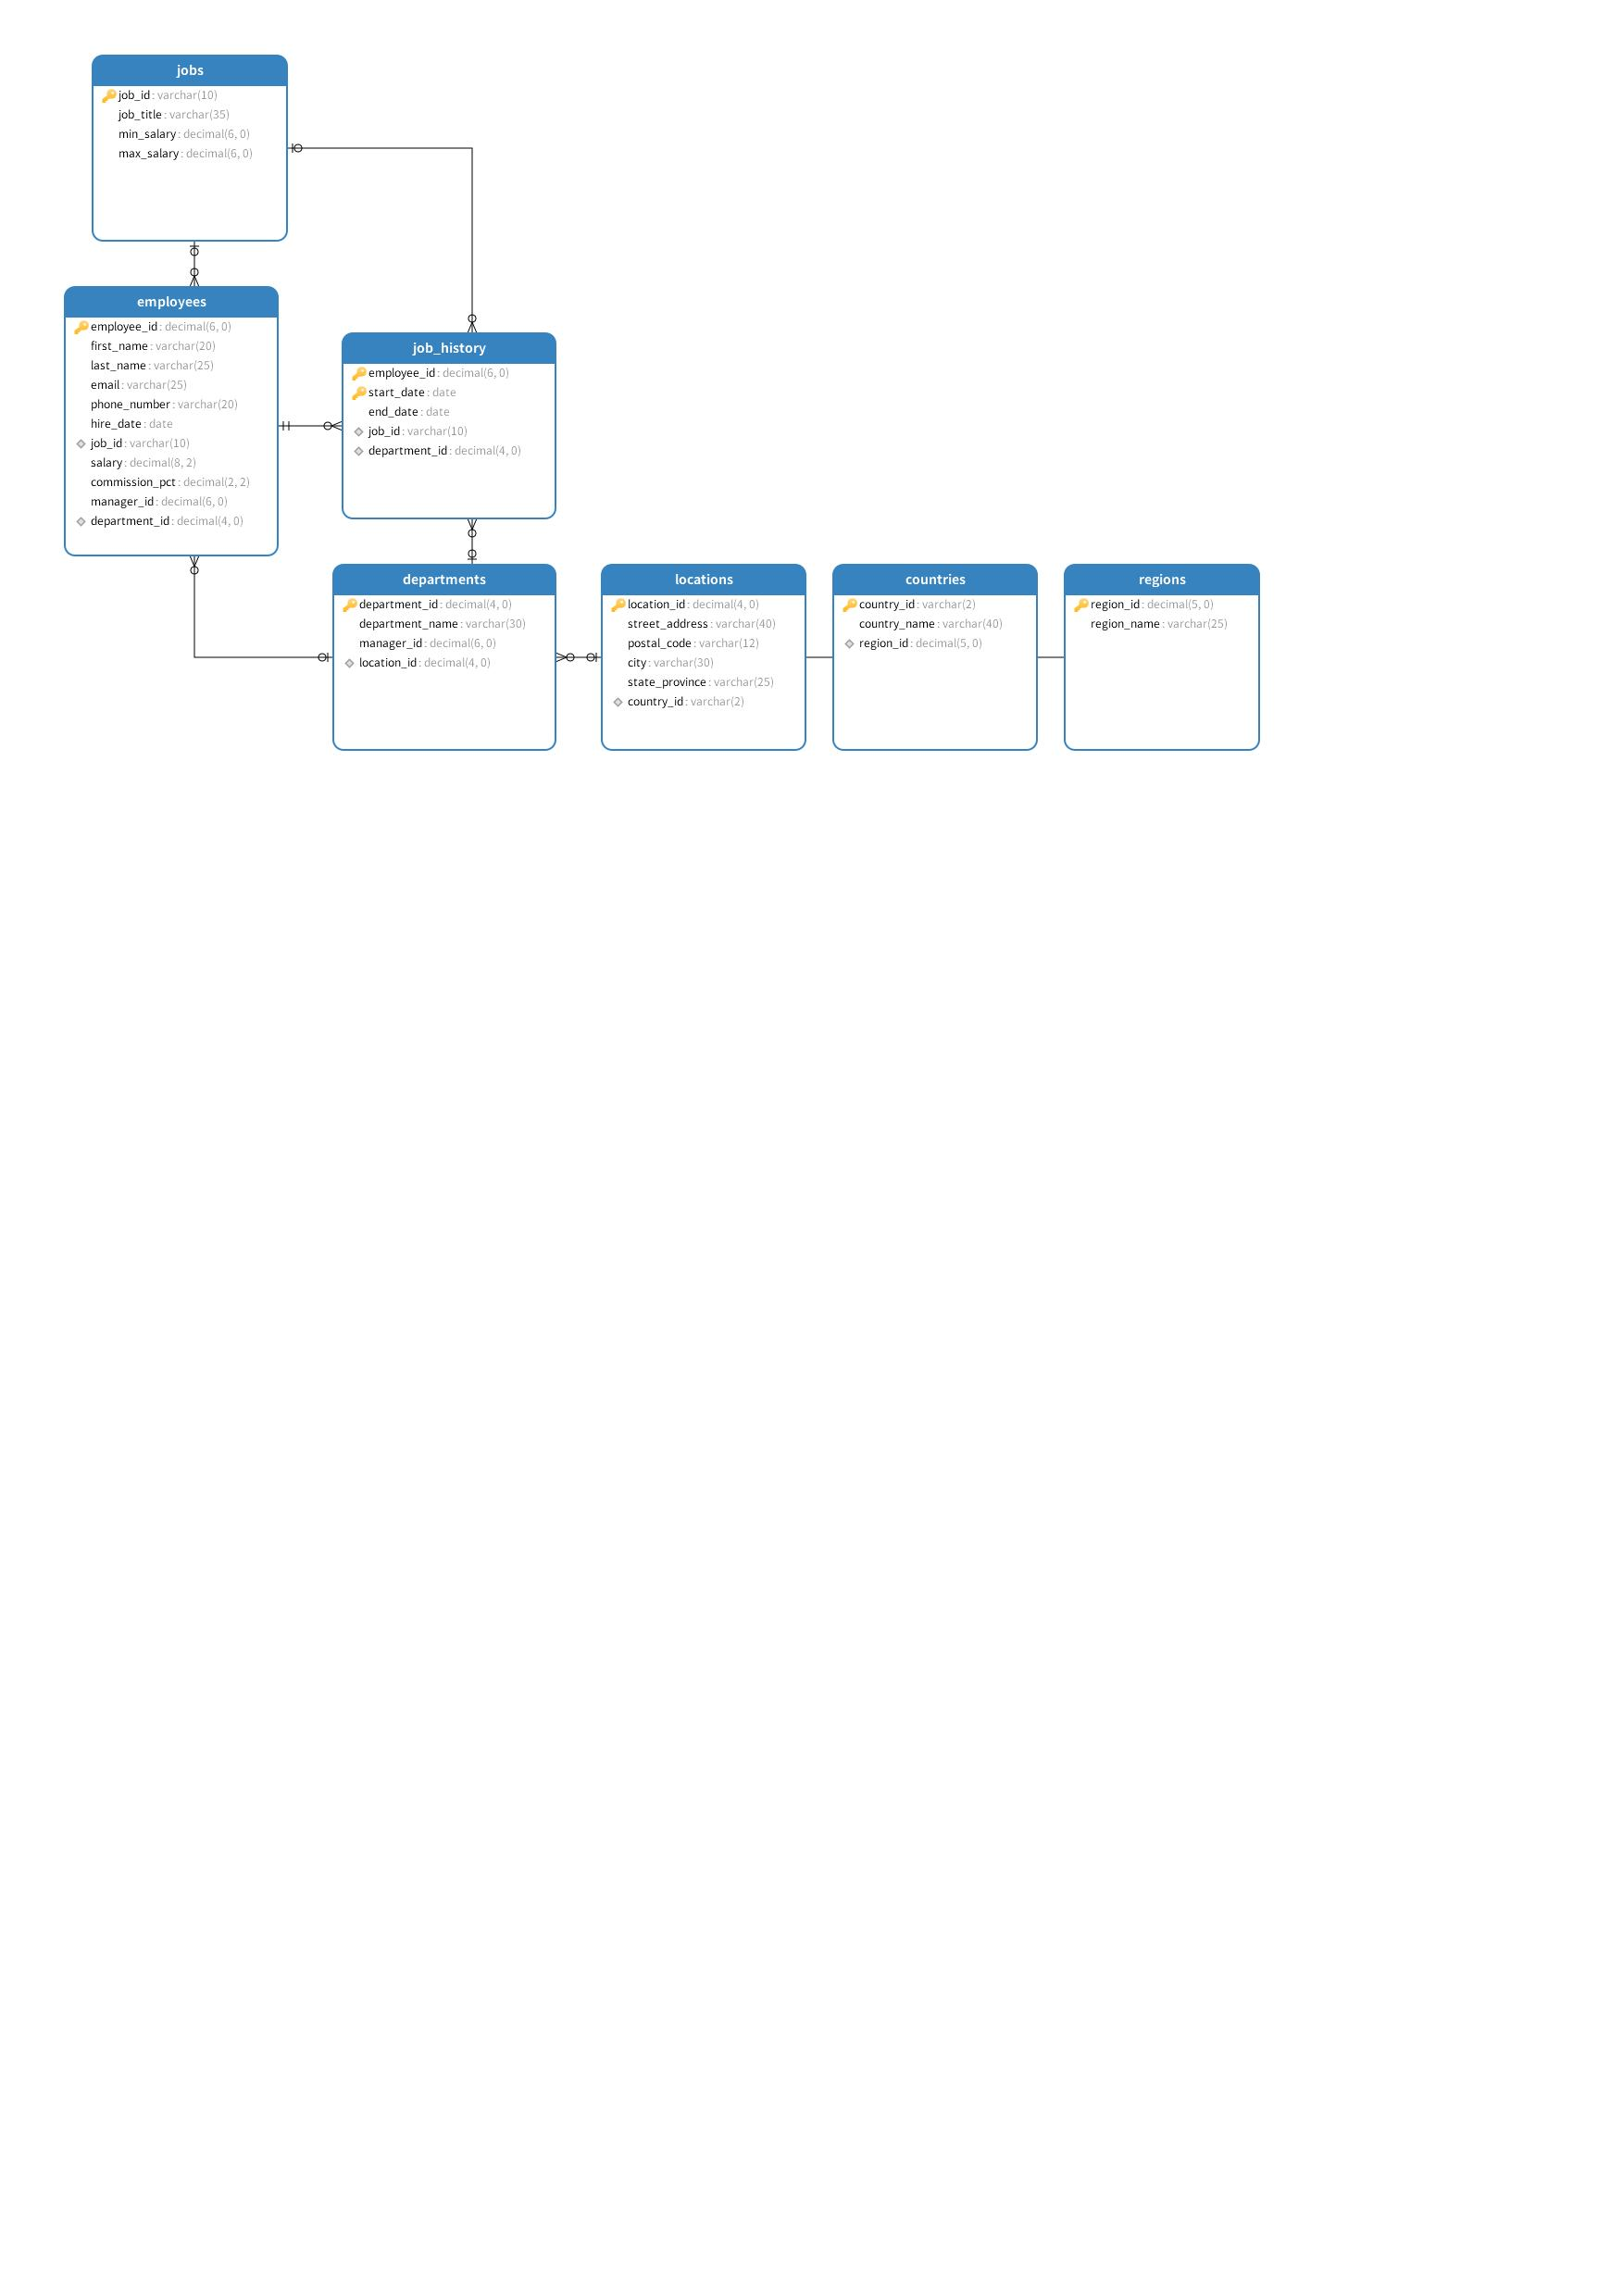 jobs
job_id : varchar(10)
job_title : varchar(35)
min_salary : decimal(6, 0)
max_salary : decimal(6, 0)
employees
employee_id : decimal(6, 0)
first_name : varchar(20)
last_name : varchar(25)
email : varchar(25)
phone_number : varchar(20)
hire_date : date
job_id : varchar(10)
salary : decimal(8, 2)
commission_pct : decimal(2, 2)
manager_id : decimal(6, 0)
department_id : decimal(4, 0)
job_history
employee_id : decimal(6, 0)
start_date : date
end_date : date
job_id : varchar(10)
department_id : decimal(4, 0)
departments
department_id : decimal(4, 0)
department_name : varchar(30)
manager_id : decimal(6, 0)
location_id : decimal(4, 0)
locations
location_id : decimal(4, 0)
street_address : varchar(40)
postal_code : varchar(12)
city : varchar(30)
state_province : varchar(25)
country_id : varchar(2)
countries
country_id : varchar(2)
country_name : varchar(40)
region_id : decimal(5, 0)
regions
region_id : decimal(5, 0)
region_name : varchar(25)